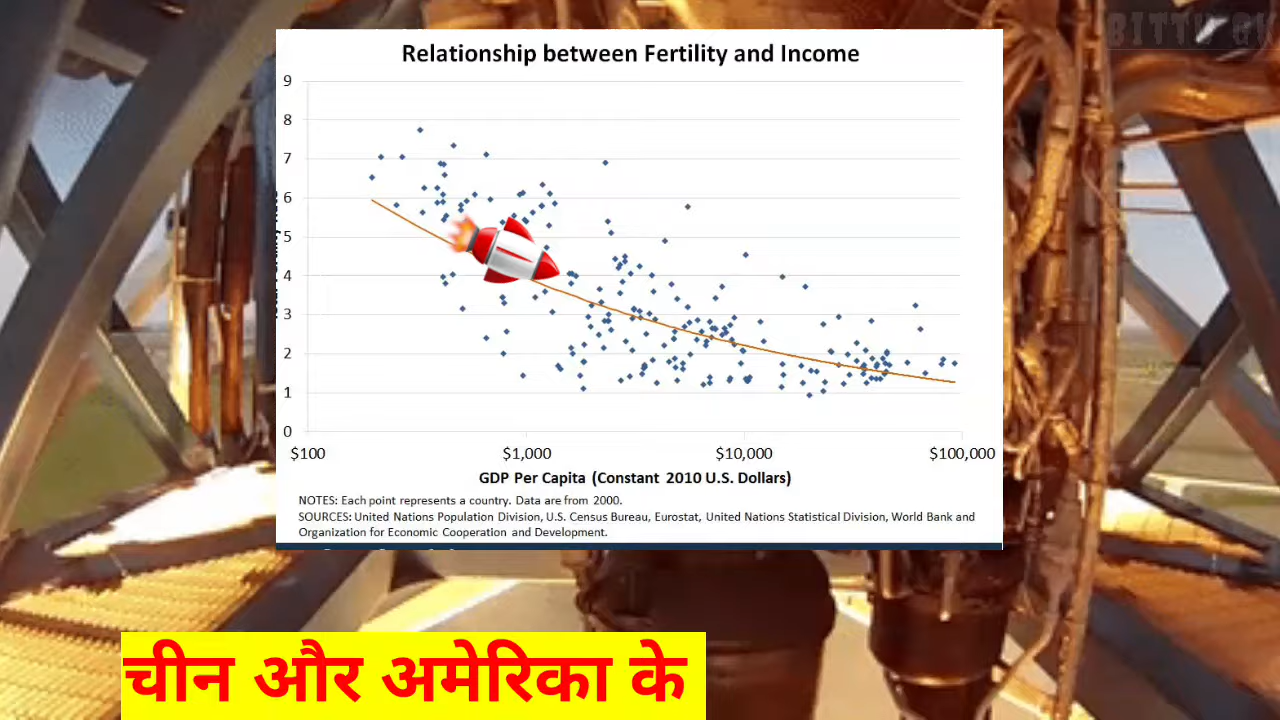 BITTU GK
Relationship between Fertility and Income
9
8
7
6
5
4
3
2
1
0
$100 $1,000 $10,000 $100,000
GDP Per Capita (Constant 2010 U.S. Dollars)
NOTES: Each point represents a country. Data are from 2000.
SOURCES: United Nations Population Division, U.S. Census Bureau, Eurostat, United Nations Statistical Division, World Bank and
Organization for Economic Cooperation and Development.
चीन और अमेरिका के